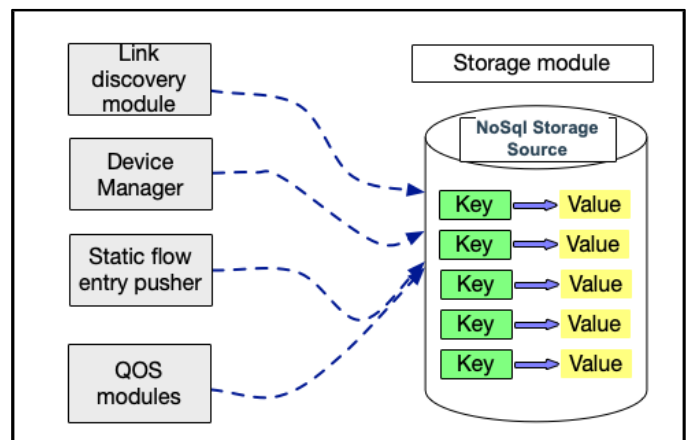 Link
discovery
module
Storage module
NoSql Storage
Source
Device
Manager
Key
Value
Key
Value
Static flow
entry pusher
Key
Value
Key
Value
QOS
modules
Key
Value